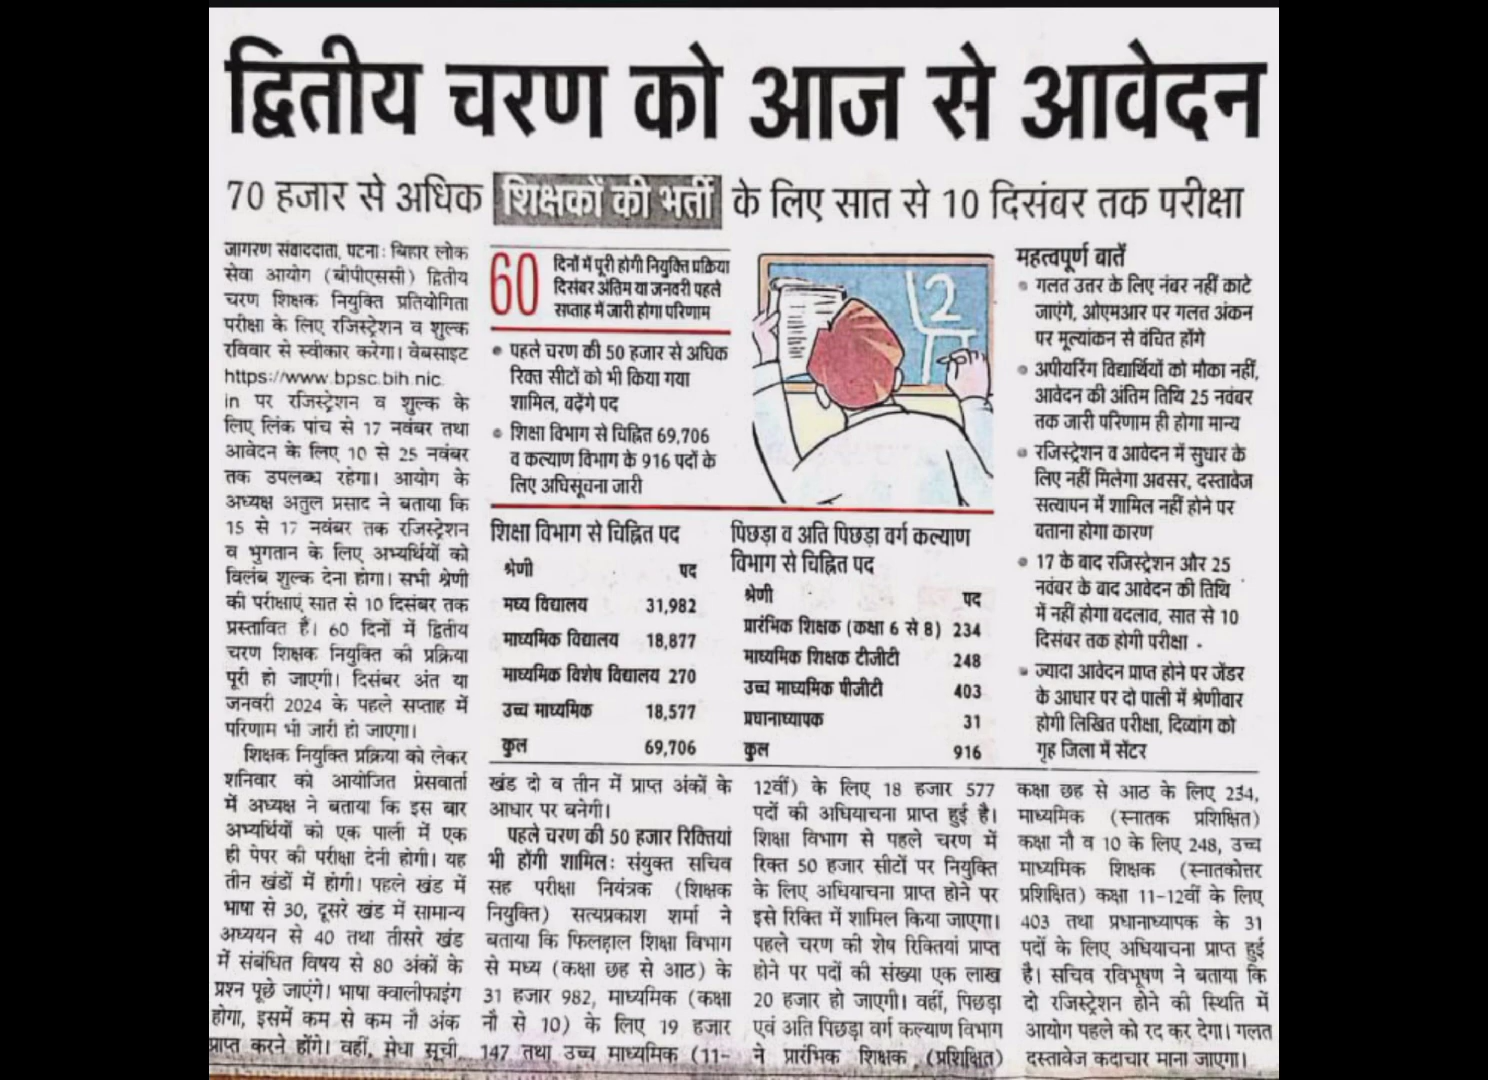 द्वितीय चरण को आज से आवेदन
70 हजार से अधिक शिक्षकों की भर्ती के लिए सात से 10 दिसंबर तक परीक्षा
जागरण संवाददाता, पटना: बिहार लोक
सेवा आयोग (बीपीएससी) द्वितीय
चरण शिक्षक नियुक्ति प्रतियोगिता
परीक्षा के लिए रजिस्ट्रेशन व शुल्क
रविवार से स्वीकार करेगा। वेबसाइट
https://www.bpsc.bih.nic.
in पर रजिस्ट्रेशन व शुल्क के
लिए लिंक पांच से 17 नवंबर तथा
आवेदन के लिए 10 से 25 नवंबर
तक उपलब्ध रहेगा। आयोग के
अध्यक्ष अतुल प्रसाद ने बताया कि
15 से 17 नवंबर तक रजिस्ट्रेशन
व भुगतान के लिए अभ्यर्थियों को
विलंब शुल्क देना होगा। सभी श्रेणी
की परीक्षाएं सात से 10 दिसंबर तक
प्रस्तावित हैं। 60 दिनों में द्वितीय
चरण शिक्षक नियुक्ति की प्रक्रिया
पूरी हो जाएगी। दिसंबर अंत या
जनवरी 2024 के पहले सप्ताह में
परिणाम भी जारी हो जाएगा।
शिक्षक नियुक्ति प्रक्रिया को लेकर
शनिवार को आयोजित प्रेसवार्ता
में अध्यक्ष ने बताया कि इस बार
अभ्यर्थियों को एक पाली में एक
ही पेपर की परीक्षा देनी होगी। यह
तीन खंडों में होगी। पहले खंड में
भाषा से 30, दूसरे खंड में सामान्य
अध्ययन से 40 तथा तीसरे खंड
में संबंधित विषय से 80 अंकों के
प्रश्न पूछे जाएंगे। भाषा क्वालीफाइंग
होगा, इसमें कम से कम नौ अंक
प्राप्त करने होंगे। वहीं, मेधा सूची
60
दिनों में पूरी होगी नियुक्ति प्रक्रिया
दिसंबर अंतिम या जनवरी पहले
सप्ताह में जारी होगा परिणाम
• पहले चरण की 50 हजार से अधिक
रिक्त सीटों को भी किया गया
शामिल, बढ़ेंगे पद
• शिक्षा विभाग से चिह्नित 69,706
व कल्याण विभाग के 916 पदों के
लिए अधिसूचना जारी
2
शिक्षा विभाग से चिह्नित पद
श्रेणी पद
मध्य विद्यालय 31,982
माध्यमिक विद्यालय 18,877
माध्यमिक विशेष विद्यालय 270
उच्च माध्यमिक 18,577
कुल 69,706
पिछड़ा व अति पिछड़ा वर्ग कल्याण
विभाग से चिह्नित पद
श्रेणी पद
प्रारंभिक शिक्षक (कक्षा 6 से 8) 234
माध्यमिक शिक्षक टीजीटी 248
उच्च माध्यमिक पीजीटी 403
प्रधानाध्यापक 31
कुल 916
महत्वपूर्ण बातें
• गलत उत्तर के लिए नंबर नहीं काटे
जाएंगे, ओएमआर पर गलत अंकन
पर मूल्यांकन से वंचित होंगे
• अपीयरिंग विद्यार्थियों को मौका नहीं,
आवेदन की अंतिम तिथि 25 नवंबर
तक जारी परिणाम ही होगा मान्य
• रजिस्ट्रेशन व आवेदन में सुधार के
लिए नहीं मिलेगा अवसर, दस्तावेज
सत्यापन में शामिल नहीं होने पर
बताना होगा कारण
• 17 के बाद रजिस्ट्रेशन और 25
नवंबर के बाद आवेदन की तिथि
में नहीं होगा बदलाव, सात से 10
दिसंबर तक होगी परीक्षा
• ज्यादा आवेदन प्राप्त होने पर जेंडर
के आधार पर दो पाली में श्रेणीवार
होगी लिखित परीक्षा, दिव्यांग को
गृह जिला में सेंटर
खंड दो व तीन में प्राप्त अंकों के
आधार पर बनेगी।
पहले चरण की 50 हजार रिक्तियां
भी होंगी शामिल: संयुक्त सचिव
सह परीक्षा नियंत्रक (शिक्षक
नियुक्ति) सत्यप्रकाश शर्मा ने
बताया कि फिलहाल शिक्षा विभाग
से मध्य (कक्षा छह से आठ) के
31 हजार 982, माध्यमिक (कक्षा
नौ से 10) के लिए 19 हजार
147 तथा उच्च माध्यमिक (11-
12वीं) के लिए 18 हजार 577
पदों की अधियाचना प्राप्त हुई है।
शिक्षा विभाग से पहले चरण में
रिक्त 50 हजार सीटों पर नियुक्ति
के लिए अधियाचना प्राप्त होने पर
इसे रिक्ति में शामिल किया जाएगा।
पहले चरण की शेष रिक्तियां प्राप्त
होने पर पदों की संख्या एक लाख
20 हजार हो जाएगी। वहीं, पिछड़ा
एवं अति पिछड़ा वर्ग कल्याण विभाग
ने प्रारंभिक शिक्षक (प्रशिक्षित)
कक्षा छह से आठ के लिए 234,
माध्यमिक (स्नातक प्रशिक्षित)
कक्षा नौ व 10 के लिए 248, उच्च
माध्यमिक शिक्षक (स्नातकोत्तर
प्रशिक्षित) कक्षा 11-12वीं के लिए
403 तथा प्रधानाध्यापक के 31
पदों के लिए अधियाचना प्राप्त हुई
है। सचिव रविभूषण ने बताया कि
दो रजिस्ट्रेशन होने की स्थिति में
आयोग पहले को रद कर देगा। गलत
दस्तावेज कदाचार माना जाएगा।